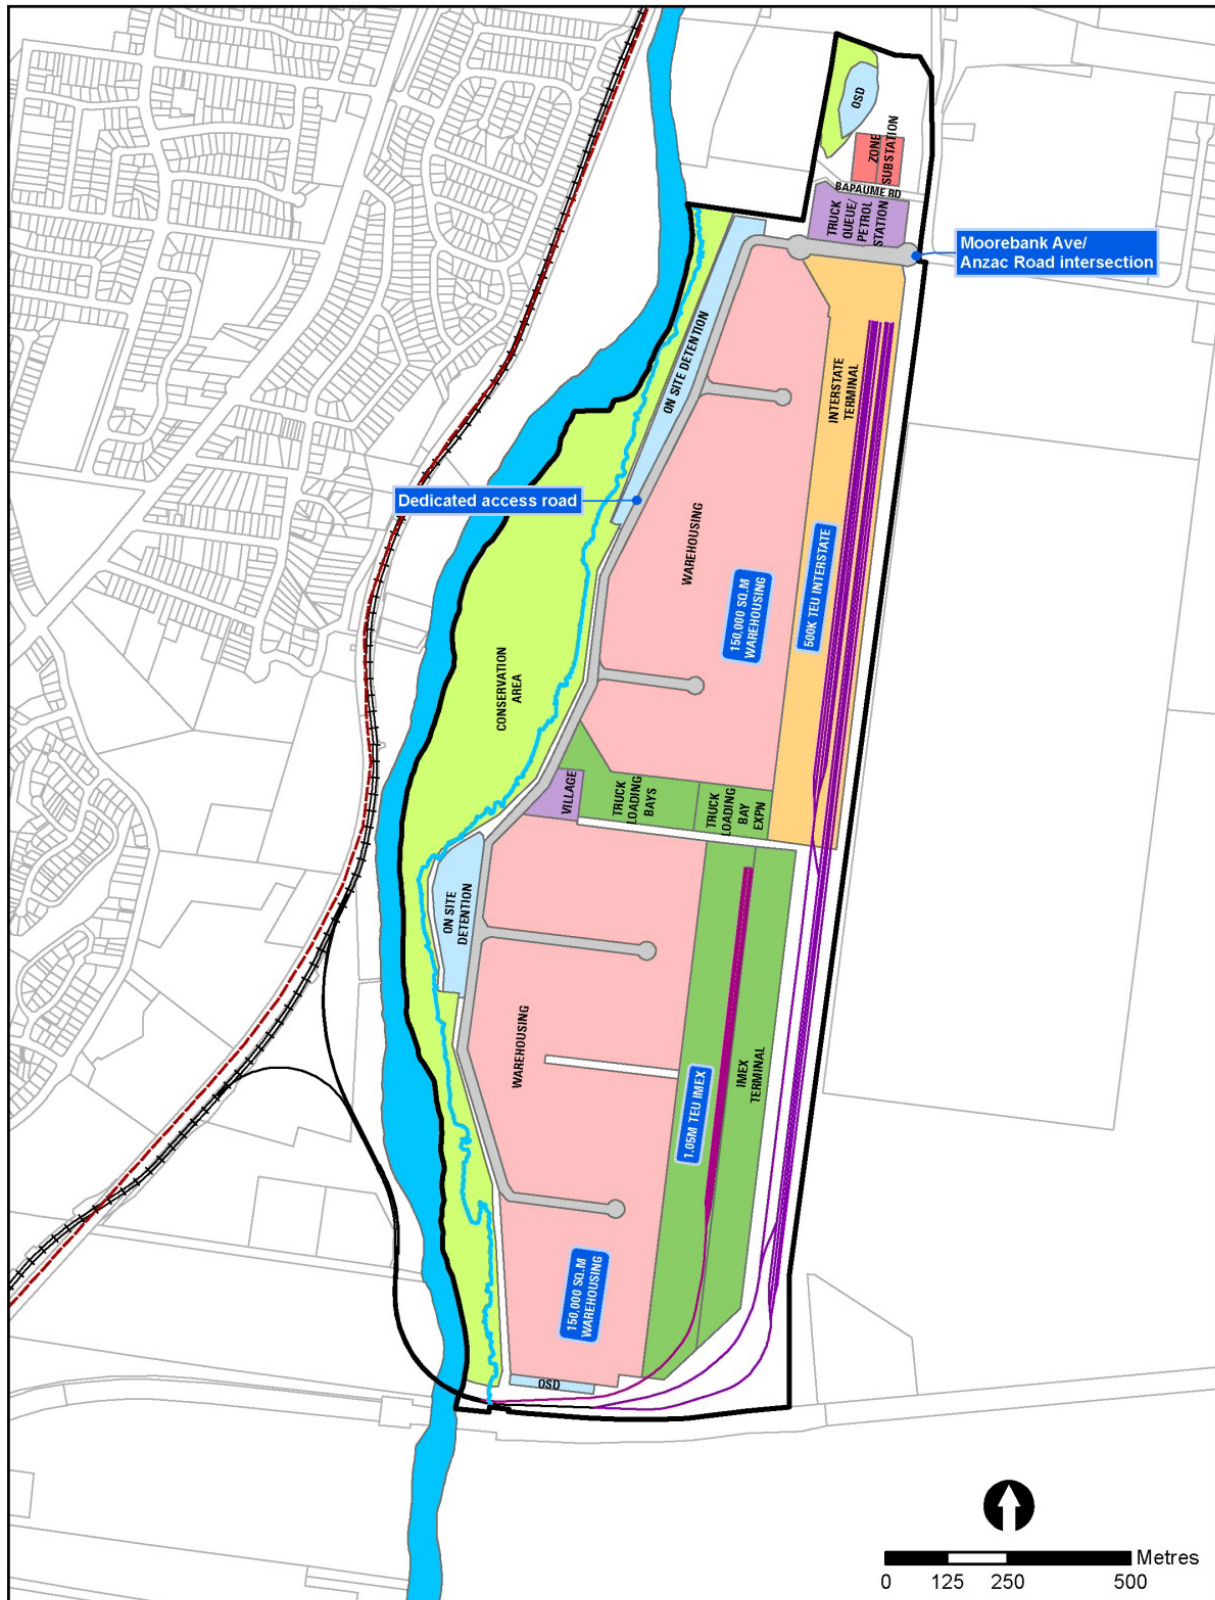 OSD
ZONE
SUBSTATION
BAPAUME RD
TRUCK
QUEUE/
PETROL
STATION
Moorebank Ave/
Anzac Road intersection
ON SITE DETENTION
INTERSTATE
TERMINAL
Dedicated access road
WAREHOUSING
150,000 SQ.M
WAREHOUSING
500K TEU INTERSTATE
CONSERVATION
AREA
VILLAGE
TRUCK
LOADING
BAYS
TRUCK
LOADING
BAY
EXPN
ON SITE
DETENTION
WAREHOUSING
1.05M TEU IMEX
IMEX
TERMINAL
150,000 SQ.M
WAREHOUSING
OSD
Metres
0 125 250 500